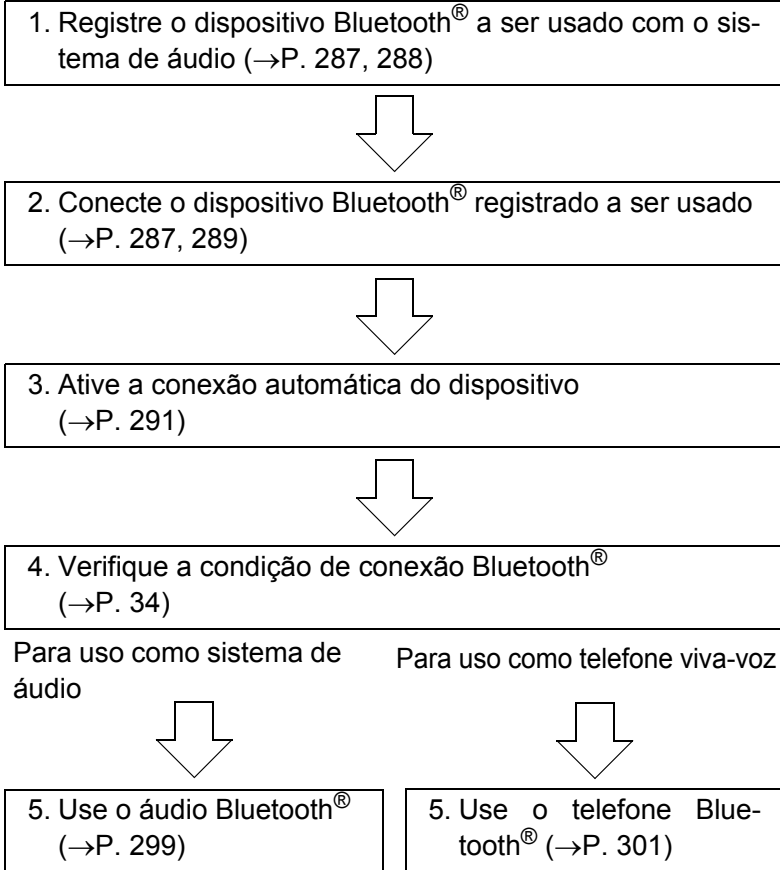 1. Registre o dispositivo Bluetooth® a ser usado com o sis-
tema de áudio (→P. 287, 288)
2. Conecte o dispositivo Bluetooth® registrado a ser usado
(→P. 287, 289)
3. Ative a conexão automática do dispositivo
(→P. 291)
4. Verifique a condição de conexão Bluetooth®
(→P. 34)
Para uso como sistema de
áudio
Para uso como telefone viva-voz
5. Use o áudio Bluetooth®
(→P. 299)
5. Use o telefone Blue-
tooth® (→P. 301)